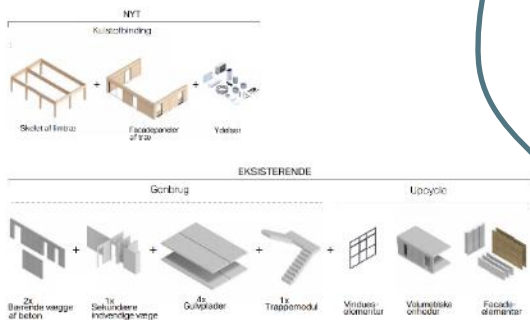 NYT
Kulstofbinding
Skelet af limtræ
+
Facadepaneler
af træ
+
Ydelser
EKSISTERENDE
Genbrug
Upcycle
2x
Bærende vægge
af beton
+
1x
Sekundære
indvendige vægge
+
4x
Gulvplader
+
1x
Trappemodul
+
Vindues-
elementer
Volumetriske
enheder
Facade-
elementer